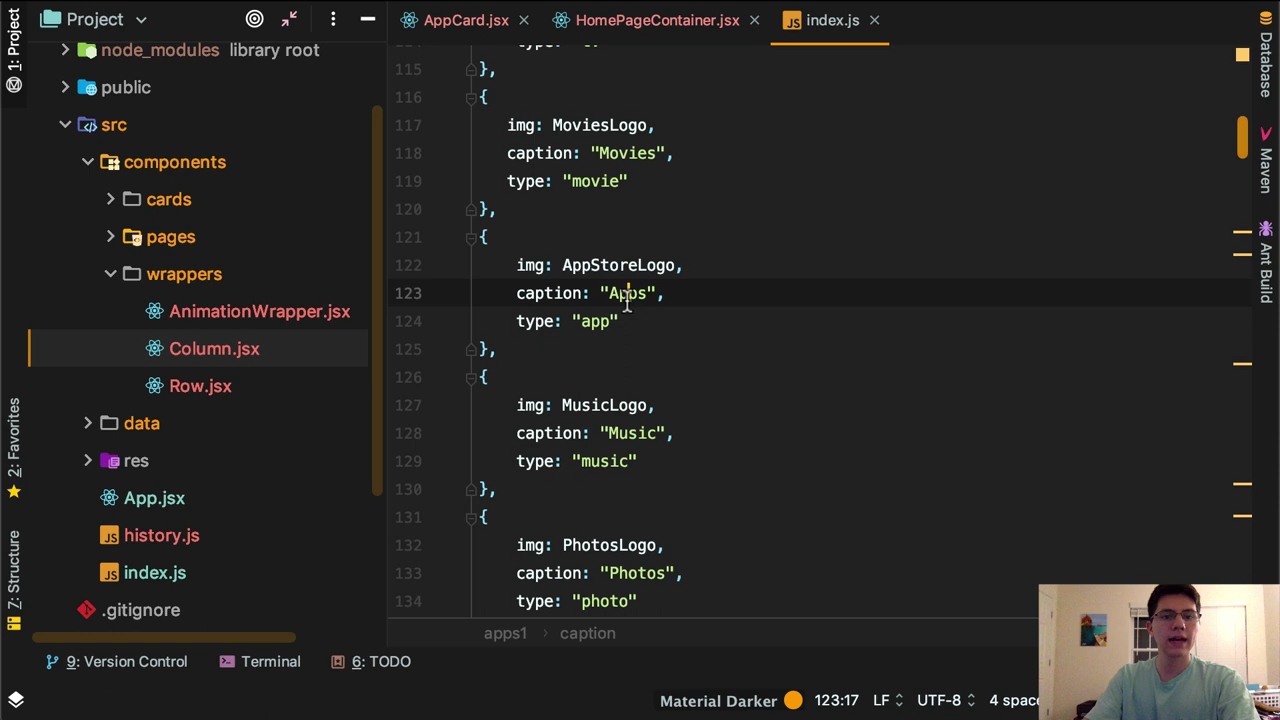 Project
AppCard.jsx
HomePageContainer.jsx
index.js
1: Project
2: Favorites
7: Structure
node_modules library root
public
src
components
cards
pages
wrappers
AnimationWrapper.jsx
Column.jsx
Row.jsx
data
res
App.jsx
history.js
index.js
.gitignore
115 },
116 {
117 img: MoviesLogo,
118 caption: "Movies",
119 type: "movie"
120 },
121 {
122 img: AppStoreLogo,
123 caption: "Apps",
124 type: "app"
125 },
126 {
127 img: MusicLogo,
128 caption: "Music",
129 type: "music"
130 },
131 {
132 img: PhotosLogo,
133 caption: "Photos",
134 type: "photo"
apps1 › caption
Database
Maven
Ant Build
9: Version Control
Terminal
6: TODO
Material Darker
123:17
LF
UTF-8
4 spac